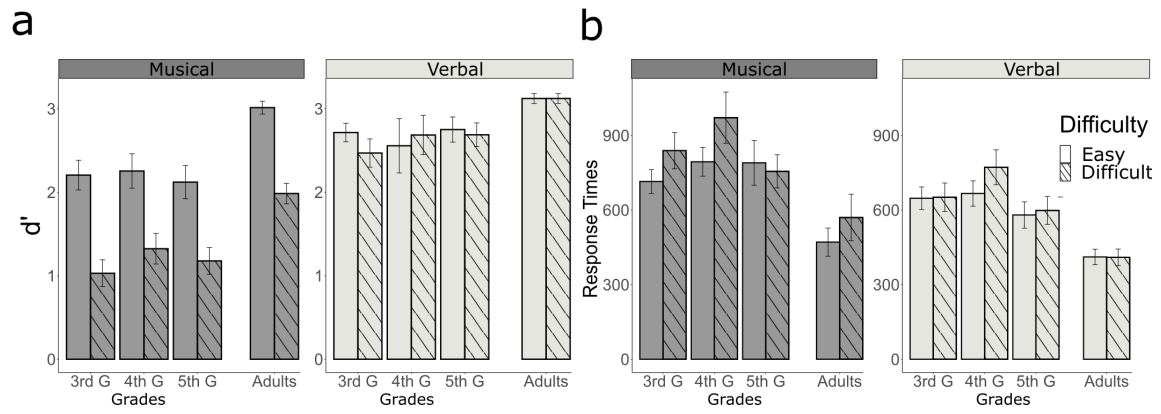 a
b
Musical
Verbal
Musical
Verbal
d'
3
2
1
0
3
2
1
0
Response Times
900
600
300
0
900
600
300
0
Difficulty
Easy
Difficult
3rd G 4th G 5th G Adults
Grades
3rd G 4th G 5th G Adults
Grades
3rd G 4th G 5th G Adults
Grades
3rd G 4th G 5th G Adults
Grades